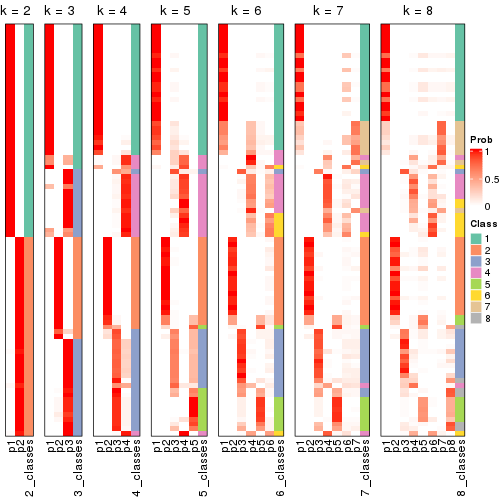 k = 2 k = 3 k = 4 k = 5 k = 6 k = 7 k = 8
Prob
1
0.5
0
Class
1
2
3
4
5
6
7
8
p1
p2
2_classes
p1
p2
p3
3_classes
p1
p2
p3
p4
4_classes
p1
p2
p3
p4
p5
5_classes
p1
p2
p3
p4
p5
p6
6_classes
p1
p2
p3
p4
p5
p6
p7
7_classes
p1
p2
p3
p4
p5
p6
p7
p8
8_classes